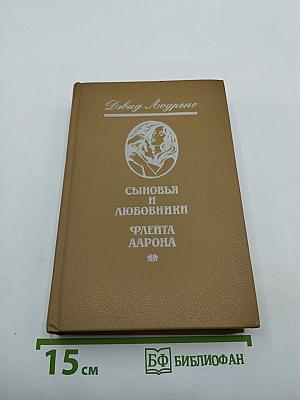 Дэвид Лоуренс
СЫНОВЬЯ
И
ЛЮБОВНИКИ
ФЛЕЙТА
ААРОНА
15 см
БФ БИБЛИОФАН